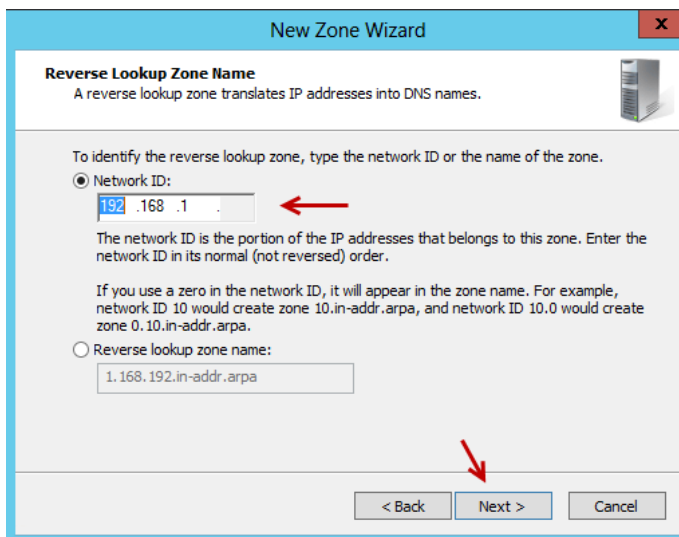 New Zone Wizard
x
Reverse Lookup Zone Name
A reverse lookup zone translates IP addresses into DNS names.
To identify the reverse lookup zone, type the network ID or the name of the zone.
Network ID:
192 .168 .1 .
The network ID is the portion of the IP addresses that belongs to this zone. Enter the
network ID in its normal (not reversed) order.
If you use a zero in the network ID, it will appear in the zone name. For example,
network ID 10 would create zone 10.in-addr.arpa, and network ID 10.0 would create
zone 0.10.in-addr.arpa.
Reverse lookup zone name:
1.168.192.in-addr.arpa
< Back Next > Cancel